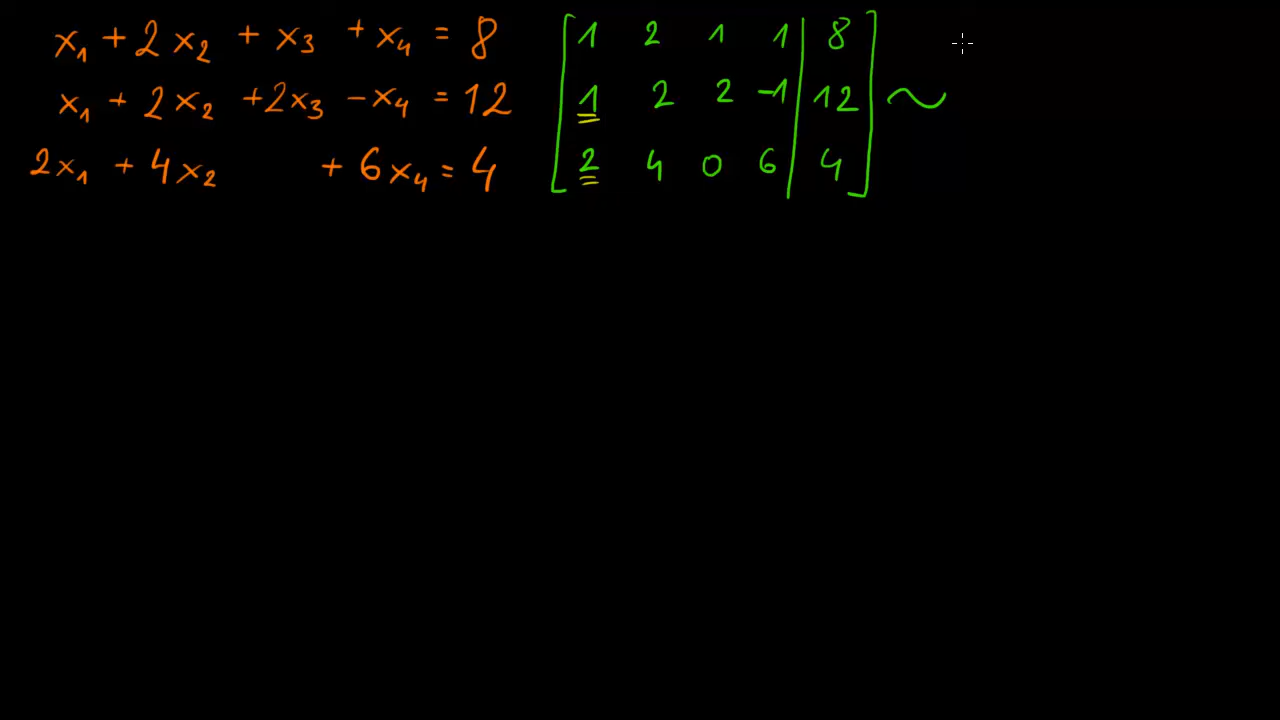 x₁ + 2x₂ + x₃ + x₄ = 8
x₁ + 2x₂ + 2x₃ - x₄ = 12
2x₁ + 4x₂ + 6x₄ = 4
1 2 1 1 | 8
1 2 2 -1 | 12 ~
2 4 0 6 | 4